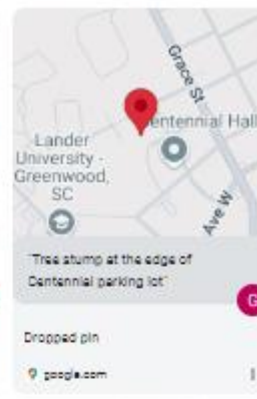 Grace St
entennial Hall
Lander
University -
Greenwood,
SC
Ave W
"Tree stump at the edge of
Centennial parking lot"
G
Dropped pin
google.com